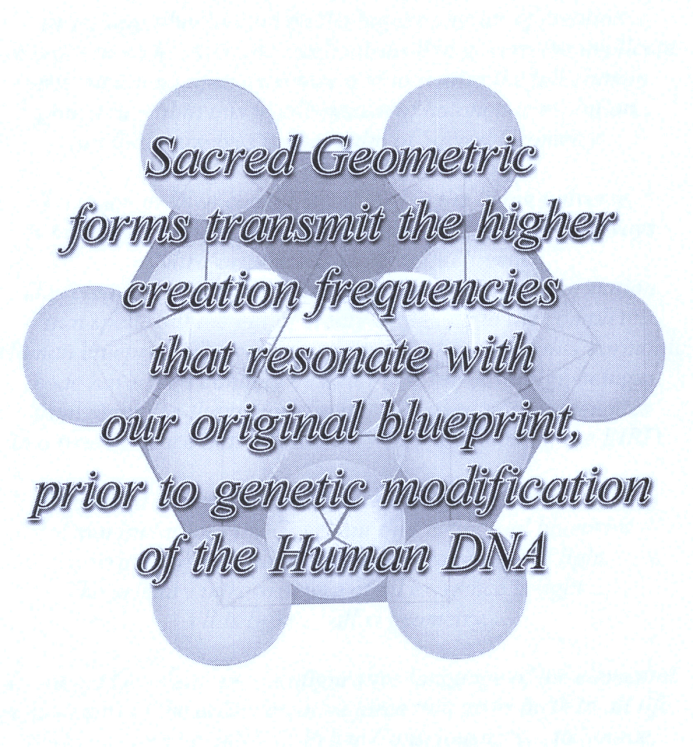 Sacred Geometric
forms transmit the higher
creation frequencies
that resonate with
our original blueprint,
prior to genetic modification
of the Human DNA